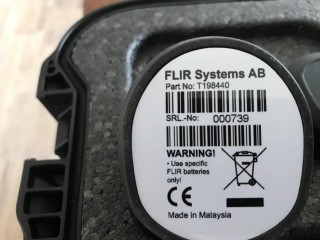 FLIR Systems AB
Part No: T198440
SRL.-No: 000739
WARNING!
• Use specific
FLIR batteries
only!
CE
Made in Malaysia